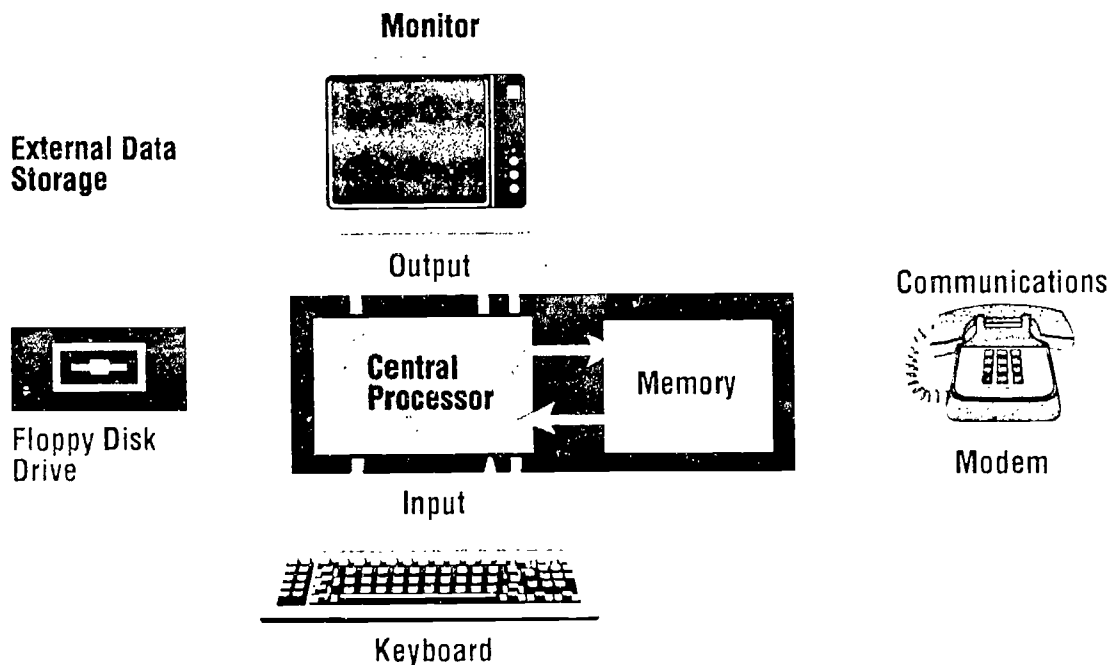 Monitor
External Data
Storage
Output
Communications
Central
Processor
Memory
Floppy Disk
Drive
Modem
Input
Keyboard